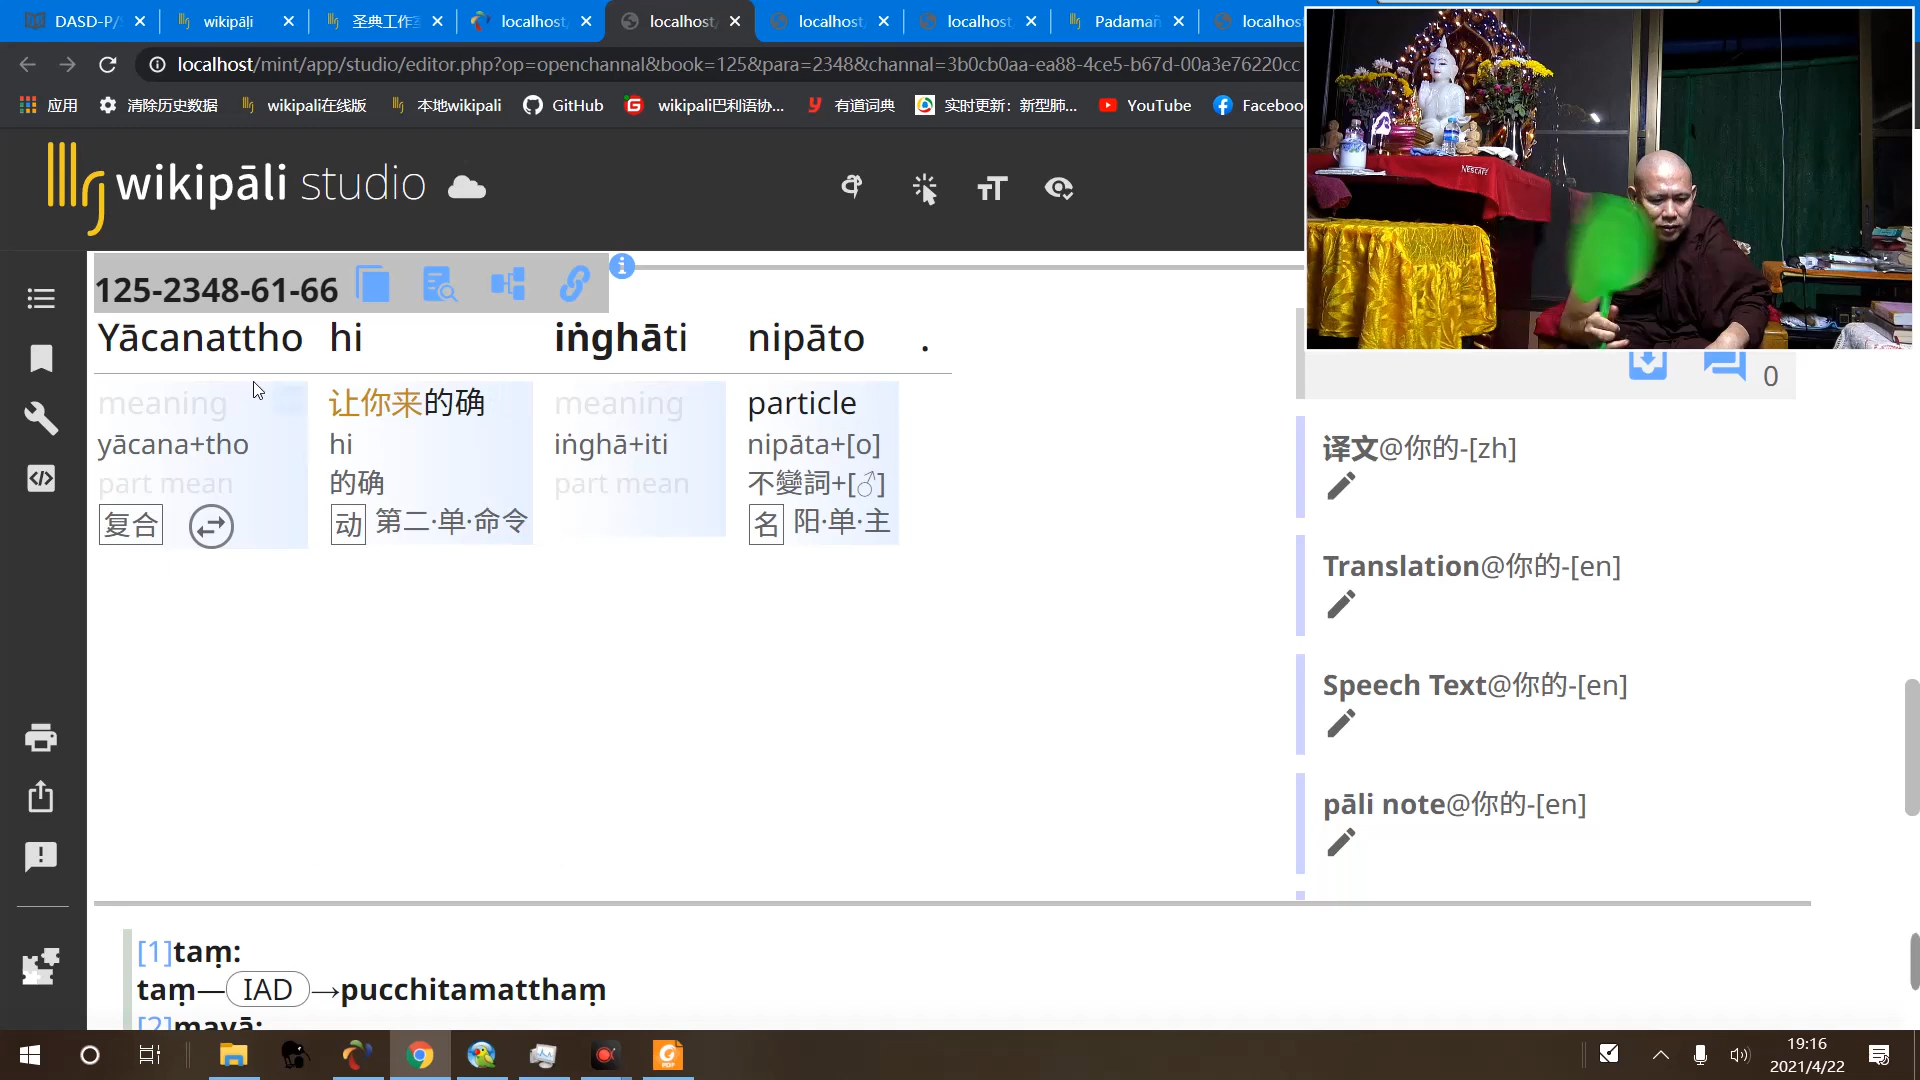 DASD-P/
wikipāḷi
圣典工作
localhost
localhost
localhost
localhost
Padamañ
localhos
localhost/mint/app/studio/editor.php?op=openchannal&book=125&para=2348&channal=3b0cb0aa-ea88-4ce5-b67d-00a3e76220cc
应用
清除历史数据
wikipali在线版
本地wikipali
GitHub
wikipali巴利语协...
有道词典
实时更新：新型肺...
YouTube
Faceboo
NESCAFÉ
wikipāli studio
125-2348-61-66
Yācanattho hi iṅghāti nipāto .
meaning 让你来的确 meaning particle
yācana+tho hi iṅghā+iti nipāta+[o]
part mean 的确 part mean 不變詞+[♂]
复合 动 第二·单·命令 名 阳·单·主
0
译文@你的-[zh]
Translation@你的-[en]
Speech Text@你的-[en]
pāli note@你的-[en]
[1]taṃ:
taṃ—IAD→pucchitamatthaṃ
[2]mayā:
19:16
2021/4/22